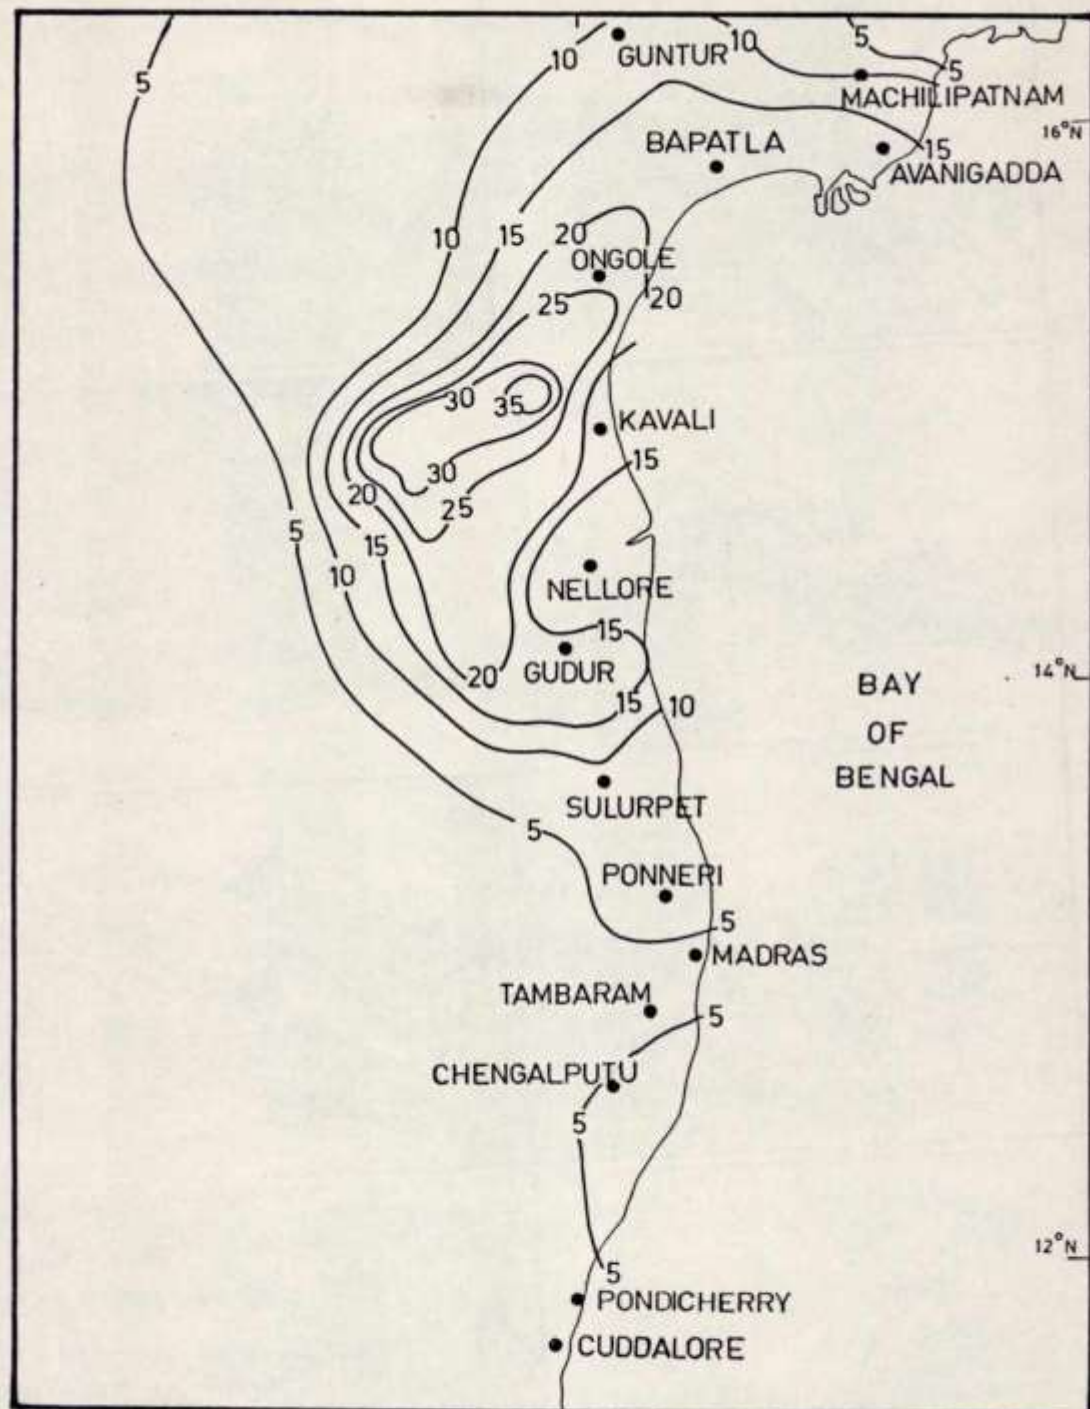 10
5
GUNTUR
10
5
5
MACHILIPATNAM
16°N
BAPATLA
15
AVANIGADDA
10
15
20
ONGOLE
25
20
30
35
KAVALI
15
30
20
25
5
15
10
NELLORE
15
GUDUR
20
15
10
14°N
BAY
OF
BENGAL
SULURPET
5
PONNERI
5
MADRAS
TAMBARAM
5
CHENGALPUTU
5
12°N
5
PONDICHERRY
CUDDALORE